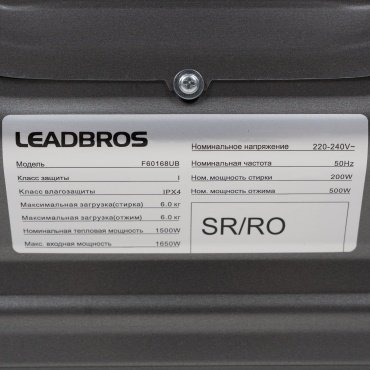 LEADBROS
Модель F60168UB
Класс защиты I
Класс влагозащиты IPX4
Максимальная загрузка(стирка) 6.0 кг
Максимальная загрузка(отжим) 6.0 кг
Номинальная тепловая мощность 1500W
Макс. входная мощность 1650W
Номинальное напряжение 220-240V~
Номинальная частота 50Hz
Ном. мощность стирки 200W
Ном. мощность отжима 500W
SR/RO